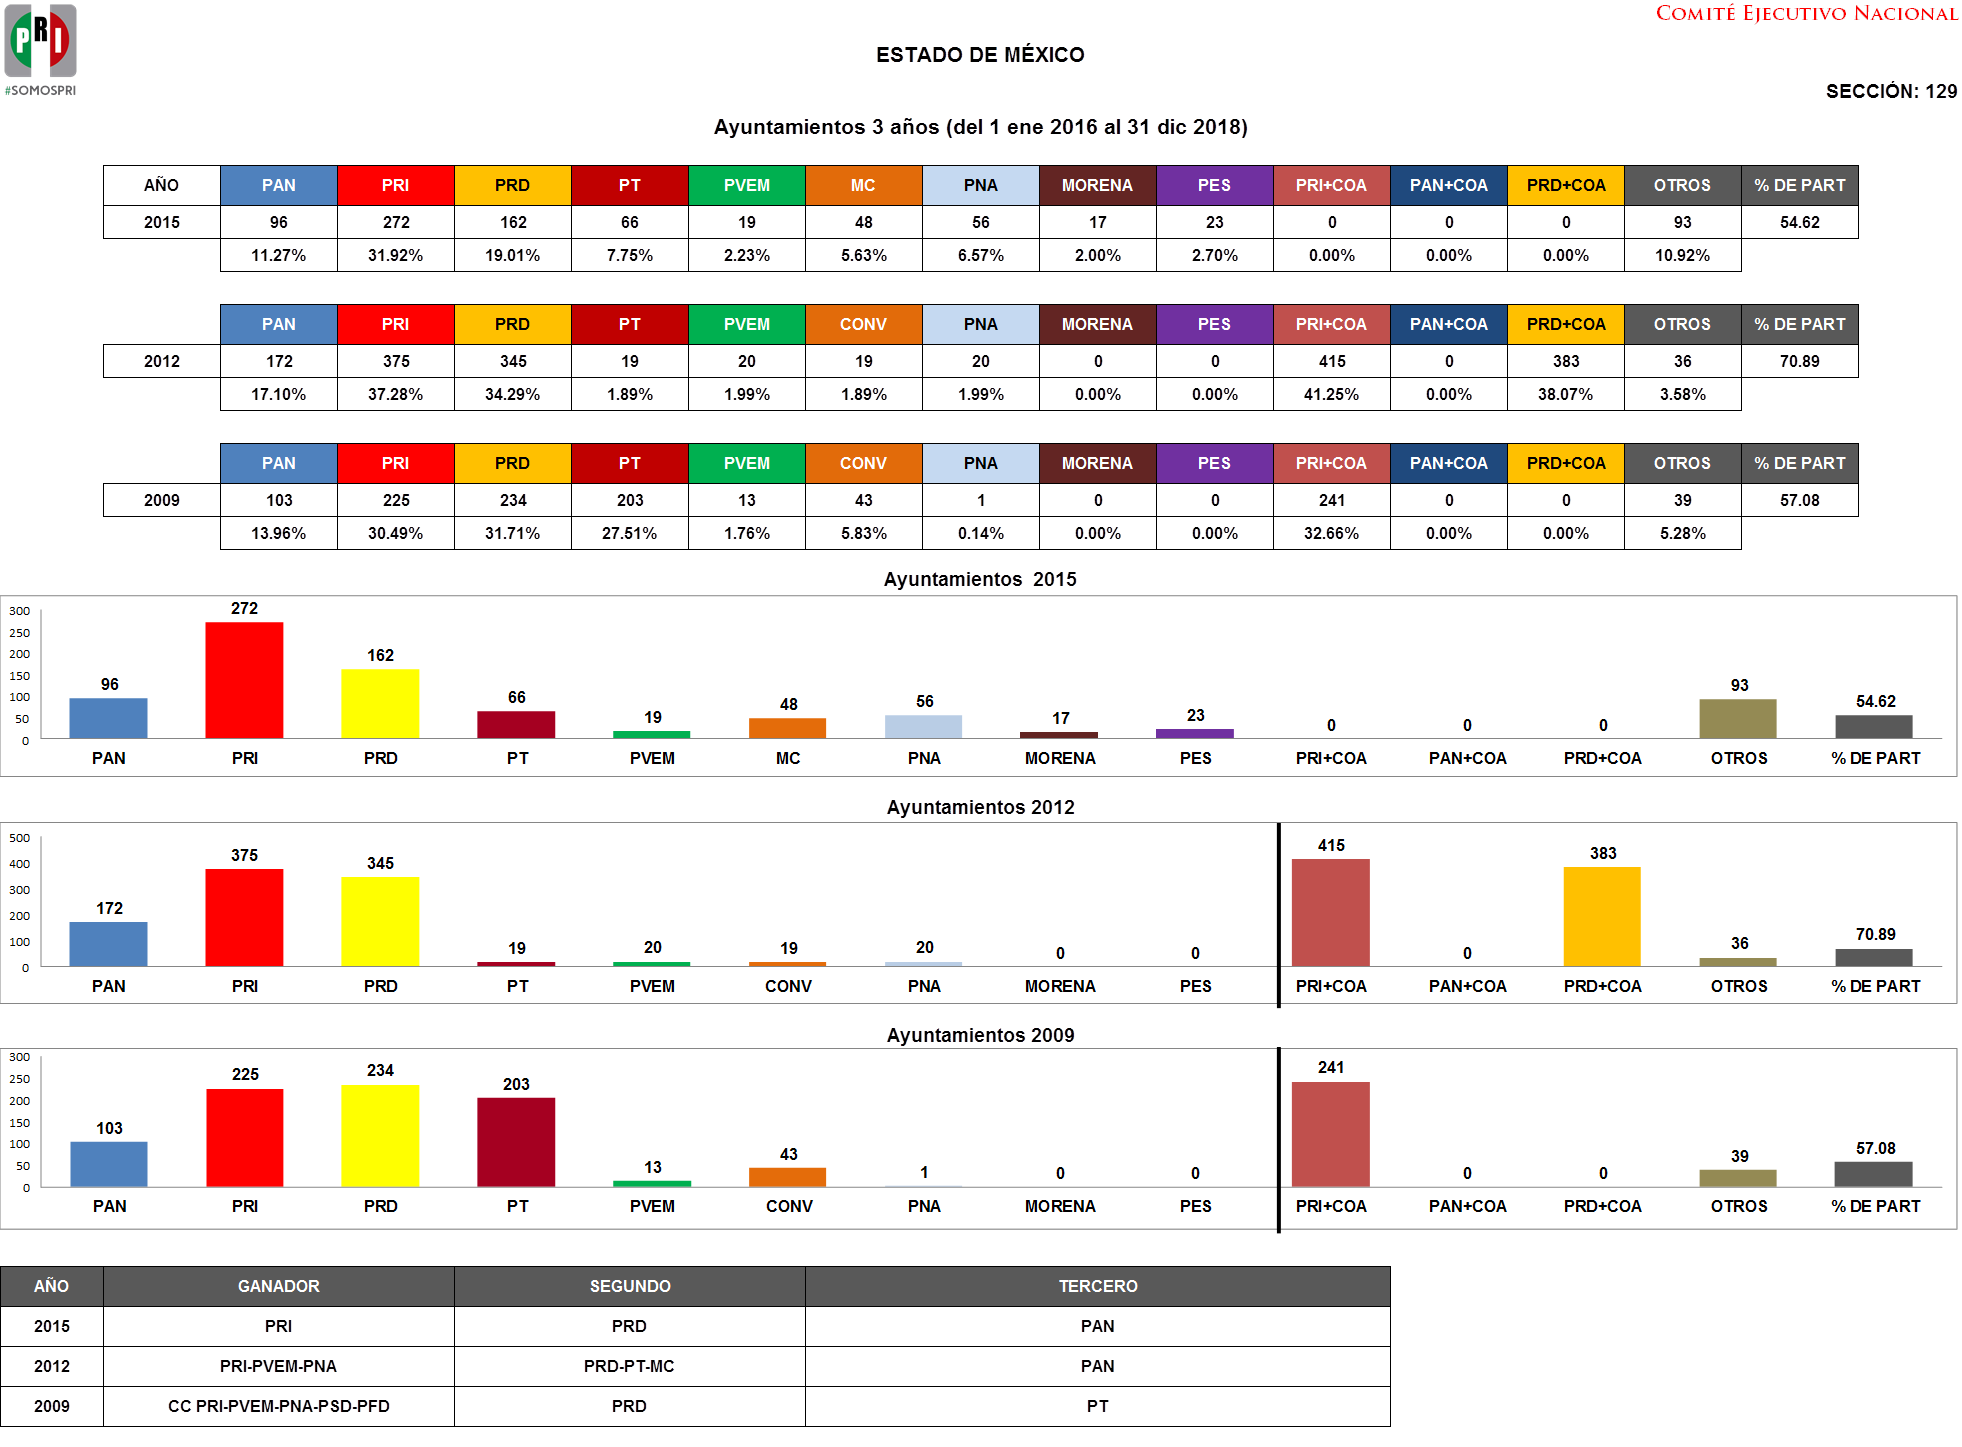 PRI
#SOMOSPRI
COMITÉ EJECUTIVO NACIONAL
ESTADO DE MÉXICO
SECCIÓN: 129
Ayuntamientos 3 años (del 1 ene 2016 al 31 dic 2018)
AÑO PAN PRI PRD PT PVEM MC PNA MORENA PES PRI+COA PAN+COA PRD+COA OTROS % DE PART
2015 96 272 162 66 19 48 56 17 23 0 0 0 93 54.62
11.27% 31.92% 19.01% 7.75% 2.23% 5.63% 6.57% 2.00% 2.70% 0.00% 0.00% 0.00% 10.92%
PAN PRI PRD PT PVEM CONV PNA MORENA PES PRI+COA PAN+COA PRD+COA OTROS % DE PART
2012 172 375 345 19 20 19 20 0 0 415 0 383 36 70.89
17.10% 37.28% 34.29% 1.89% 1.99% 1.89% 1.99% 0.00% 0.00% 41.25% 0.00% 38.07% 3.58%
PAN PRI PRD PT PVEM CONV PNA MORENA PES PRI+COA PAN+COA PRD+COA OTROS % DE PART
2009 103 225 234 203 13 43 1 0 0 241 0 0 39 57.08
13.96% 30.49% 31.71% 27.51% 1.76% 5.83% 0.14% 0.00% 0.00% 32.66% 0.00% 0.00% 5.28%
Ayuntamientos 2015
300
250
200
150
100
50
0
96 272 162 66 19 48 56 17 23 0 0 0 93 54.62
PAN PRI PRD PT PVEM MC PNA MORENA PES PRI+COA PAN+COA PRD+COA OTROS % DE PART
Ayuntamientos 2012
500
400
300
200
100
0
172 375 345 19 20 19 20 0 0 415 0 383 36 70.89
PAN PRI PRD PT PVEM CONV PNA MORENA PES PRI+COA PAN+COA PRD+COA OTROS % DE PART
Ayuntamientos 2009
300
250
200
150
100
50
0
103 225 234 203 13 43 1 0 0 241 0 0 39 57.08
PAN PRI PRD PT PVEM CONV PNA MORENA PES PRI+COA PAN+COA PRD+COA OTROS % DE PART
AÑO GANADOR SEGUNDO TERCERO
2015 PRI PRD PAN
2012 PRI-PVEM-PNA PRD-PT-MC PAN
2009 CC PRI-PVEM-PNA-PSD-PFD PRD PT